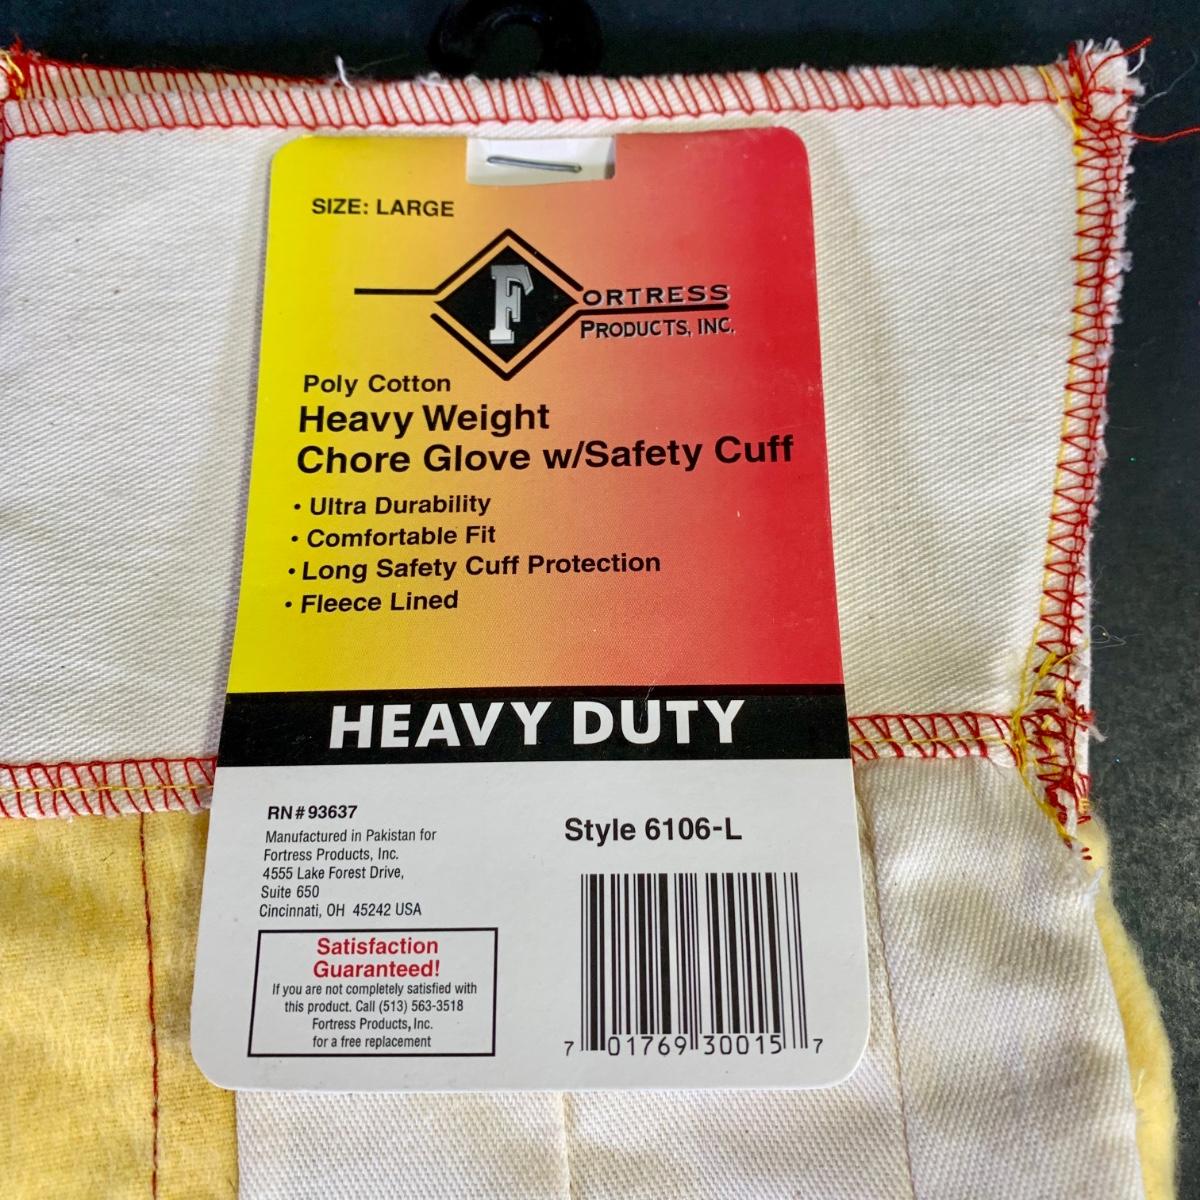 SIZE: LARGE
FORTRESS
PRODUCTS, INC.
Poly Cotton
Heavy Weight
Chore Glove w/Safety Cuff
• Ultra Durability
• Comfortable Fit
• Long Safety Cuff Protection
• Fleece Lined
HEAVY DUTY
RN# 93637
Manufactured in Pakistan for
Fortress Products, Inc.
4555 Lake Forest Drive,
Suite 650
Cincinnati, OH 45242 USA
Satisfaction
Guaranteed!
If you are not completely satisfied with
this product. Call (513) 563-3518
Fortress Products, Inc.
for a free replacement
Style 6106-L
7 01769 30015 7